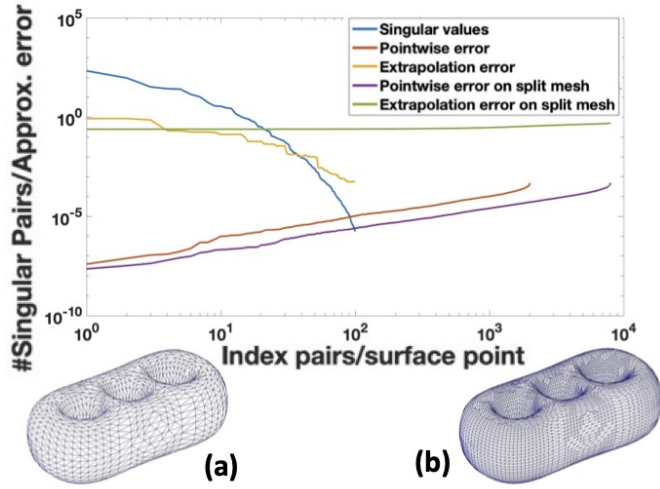 #Singular Pairs/Approx. error
10^5
10^0
10^-5
10^-10
Singular values
Pointwise error
Extrapolation error
Pointwise error on split mesh
Extrapolation error on split mesh
10^0
10^1
10^2
10^3
10^4
Index pairs/surface point
(a)
(b)